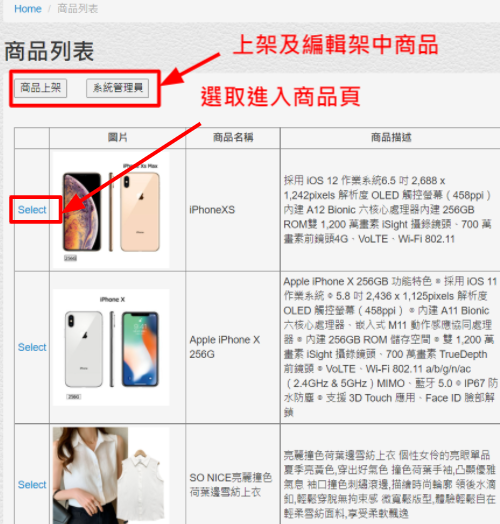 Home / 商品列表
上架及編輯架中商品
商品列表
商品上架 系統管理員
選取進入商品頁
圖片 商品名稱 商品描述
iPhone Xs Max
256G
Select
iPhoneXS
採用 iOS 12 作業系統6.5 吋 2,688 x
1,242pixels 解析度 OLED 觸控螢幕（458ppi）
內建 A12 Bionic 六核心處理器內建 256GB
ROM雙 1,200 萬畫素 iSight 攝錄鏡頭、700 萬
畫素前鏡頭4G、VoLTE、Wi-Fi 802.11
iPhone X
256G
Select
Apple iPhone X
256G
Apple iPhone X 256GB 功能特色 ◎ 採用 iOS 11
作業系統 ◎ 5.8 吋 2,436 x 1,125pixels 解析度
OLED 觸控螢幕（458ppi） ◎ 內建 A11 Bionic
六核心處理器、嵌入式 M11 動作感應協同處理
器 ◎ 內建 256GB ROM 儲存空間 ◎ 雙 1,200 萬
畫素 iSight 攝錄鏡頭、700 萬畫素 TrueDepth
前鏡頭 ◎ VoLTE、Wi-Fi 802.11 a/b/g/n/ac
（2.4GHz & 5GHz）MIMO、藍牙 5.0 ◎ IP67 防
水防塵 ◎ 支援 3D Touch 應用、Face ID 臉部解
鎖
Select
SO NICE亮麗撞色
荷葉邊雪紡上衣
亮麗撞色荷葉邊雪紡上衣 個性女伶的亮眼單品
夏季亮黃色,穿出好氣色 撞色荷葉手袖,凸顯優雅
氣息 袖口撞色刺繡滾邊,描繪時尚輪廓 領後水滴
釦,輕鬆穿脫無拘束感 微寬鬆版型,體驗輕鬆自在
輕柔雪紡面料,享受柔軟飄逸